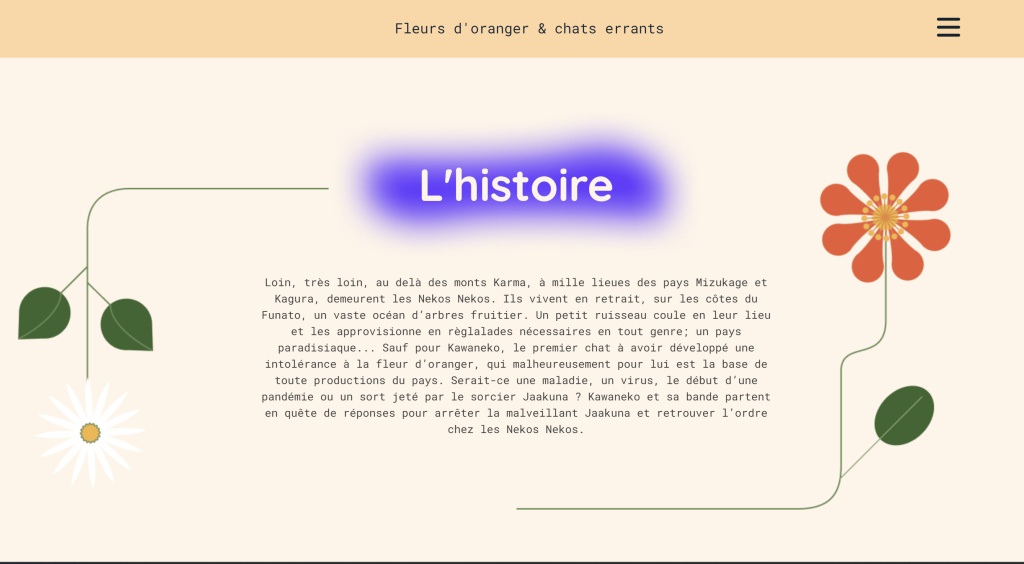 Fleurs d'oranger & chats errants
L'histoire
Loin, très loin, au delà des monts Karma, à mille lieues des pays Mizukage et
Kagura, demeurent les Nekos Nekos. Ils vivent en retrait, sur les côtes du
Funato, un vaste océan d’arbres fruitier. Un petit ruisseau coule en leur lieu
et les approvisionne en règlalades nécessaires en tout genre; un pays
paradisiaque... Sauf pour Kawaneko, le premier chat à avoir développé une
intolérance à la fleur d’oranger, qui malheureusement pour lui est la base de
toute productions du pays. Serait-ce une maladie, un virus, le début d’une
pandémie ou un sort jeté par le sorcier Jaakuna ? Kawaneko et sa bande partent
en quête de réponses pour arrêter la malveillant Jaakuna et retrouver l’ordre
chez les Nekos Nekos.